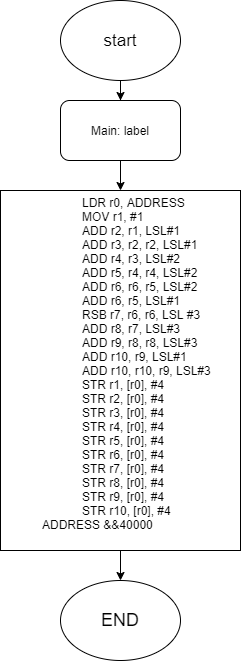 start
Main: label
LDR r0, ADDRESS
MOV r1, #1
ADD r2, r1, LSL#1
ADD r3, r2, r2, LSL#1
ADD r4, r3, LSL#2
ADD r5, r4, r4, LSL#2
ADD r6, r6, r5, LSL#2
ADD r6, r5, LSL#1
RSB r7, r6, r6, LSL #3
ADD r8, r7, LSL#3
ADD r9, r8, r8, LSL#3
ADD r10, r9, LSL#1
ADD r10, r10, r9, LSL#3
STR r1, [r0], #4
STR r2, [r0], #4
STR r3, [r0], #4
STR r4, [r0], #4
STR r5, [r0], #4
STR r6, [r0], #4
STR r7, [r0], #4
STR r8, [r0], #4
STR r9, [r0], #4
STR r10, [r0], #4
ADDRESS &&40000
END